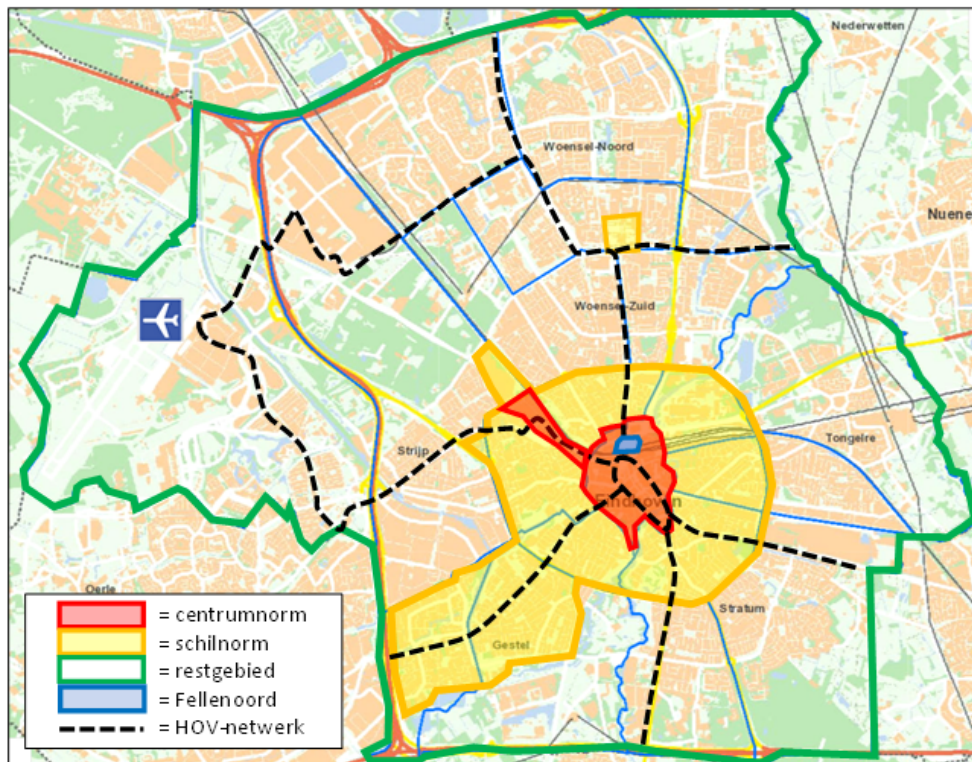 Nederwetten
Woensel-Noord
Nuene
Woensel-Zuid
Strijp
Tongelre
Eindhoven
Oerle
Stratum
Gestel
= centrumnorm
= schilnorm
= restgebied
= Fellenoord
= HOV-netwerk